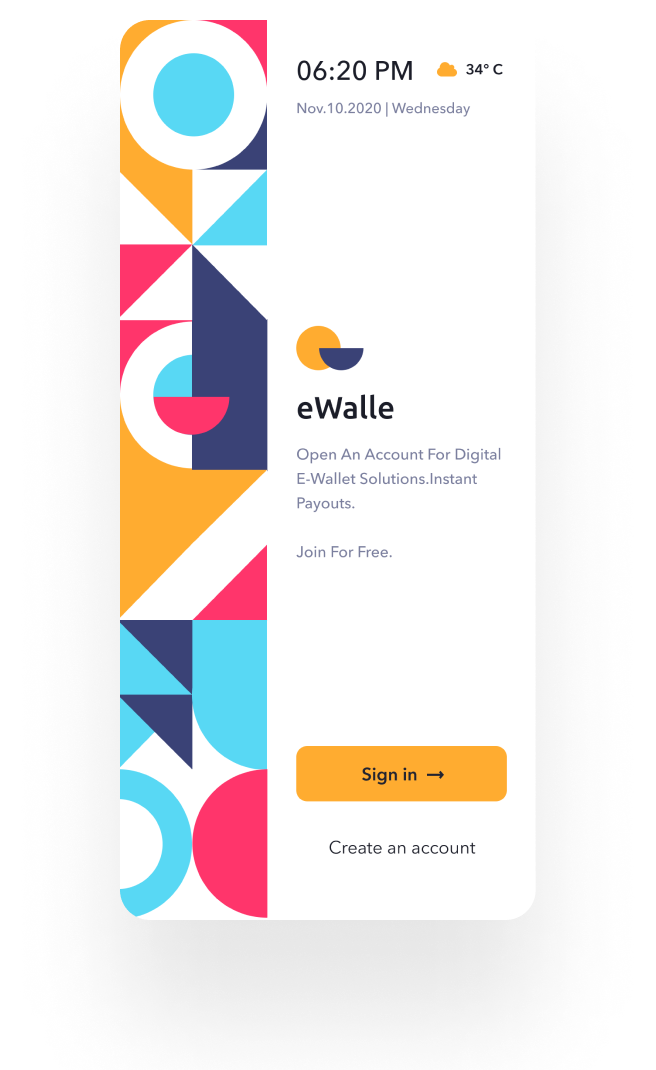 06:20 PM
34° C
Nov.10.2020 | Wednesday
eWalle
Open An Account For Digital
E-Wallet Solutions.Instant
Payouts.
Join For Free.
Sign in →
Create an account